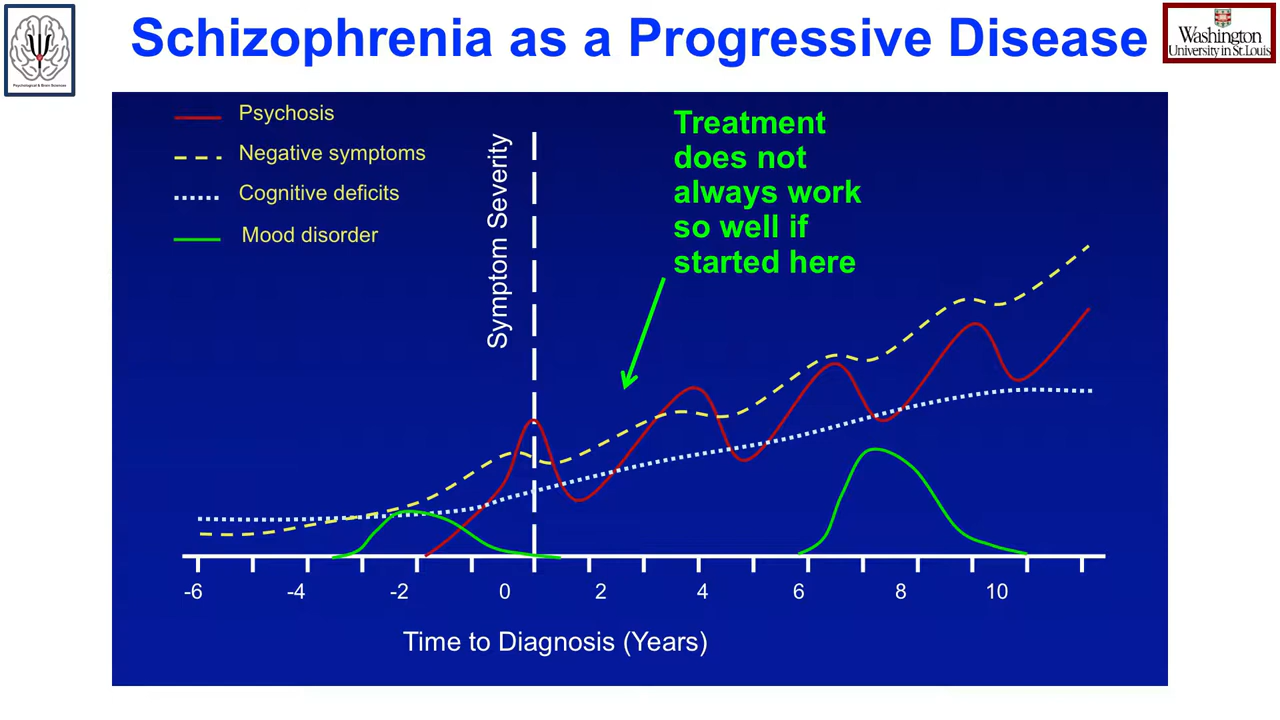 Schizophrenia as a Progressive Disease
Ψ
Psychological & Brain Sciences
Washington
University in St. Louis
Psychosis
Negative symptoms
Cognitive deficits
Mood disorder
Symptom Severity
Treatment
does not
always work
so well if
started here
-6 -4 -2 0 2 4 6 8 10
Time to Diagnosis (Years)